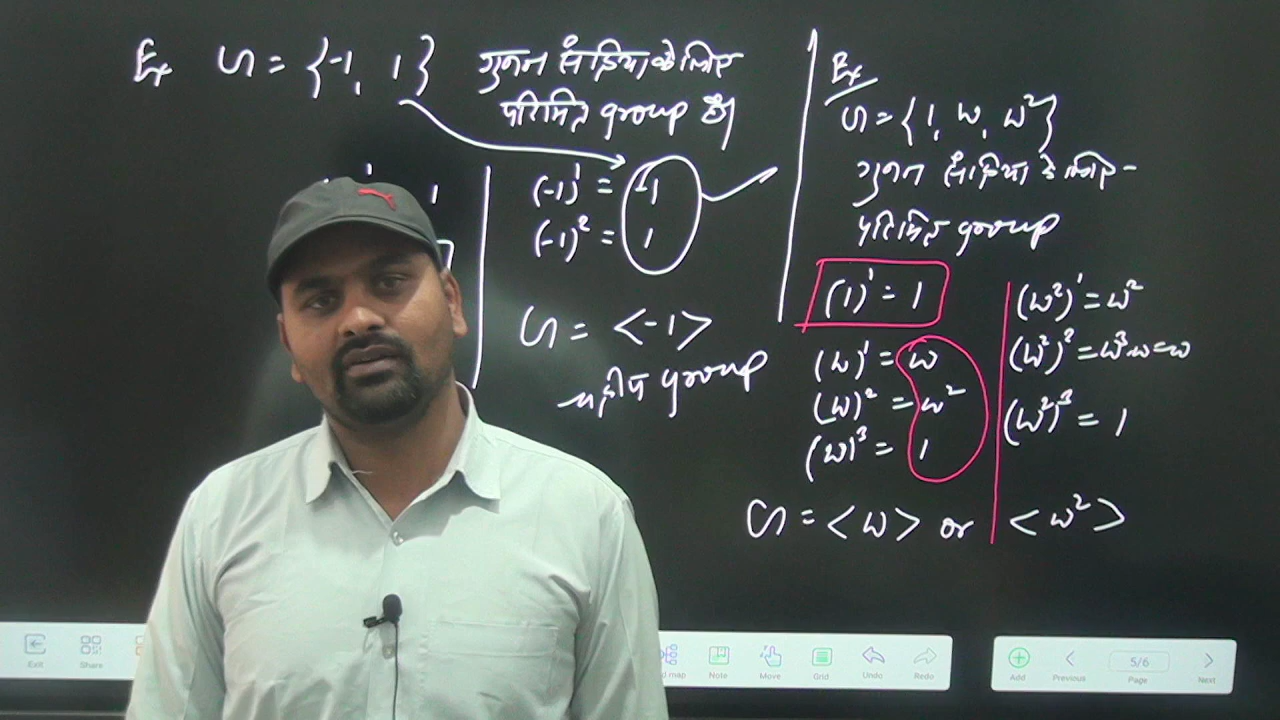 Ex G = {-1, 1} गुणन संक्रिया के लिए
परिमित group है।
1
(-1)¹ = -1
(-1)² = 1
G = <-1>
चक्रीय group
Ex
G = {1, ω, ω²}
गुणन संक्रिया के लिए -
परिमित group
(1)¹ = 1
(ω)¹ = ω
(ω)² = ω²
(ω)³ = 1
(ω²)¹ = ω²
(ω²)² = ω³.ω = ω
(ω²)³ = 1
G = <ω> or <ω²>
Exit Share d map Note Move Grid Undo Redo Add Previous 5/6 Page Next